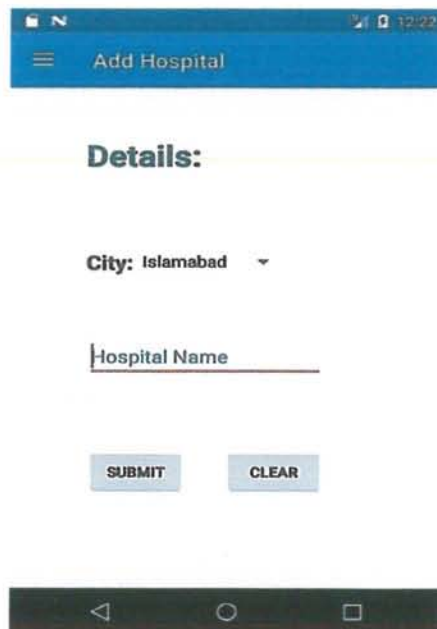 12:22
Add Hospital
Details:
City: Islamabad
Hospital Name
SUBMIT CLEAR